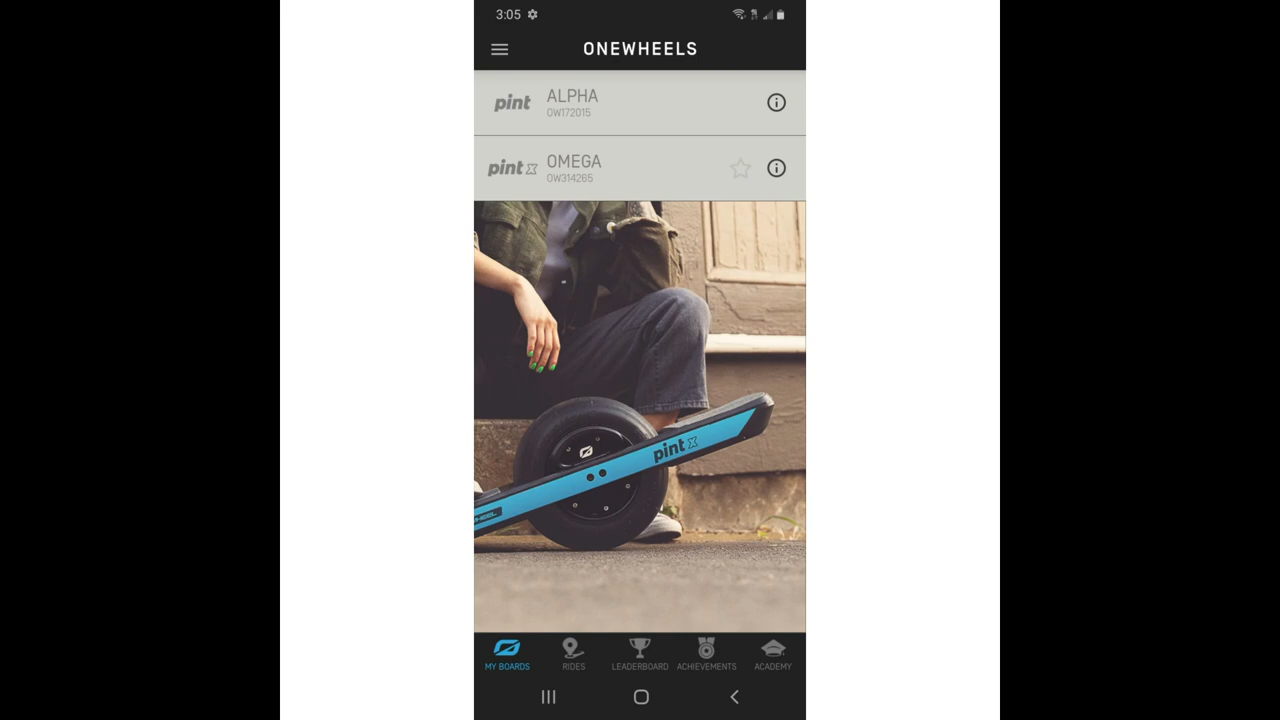 3:05
ONEWHEELS
pint
ALPHA
OW172015
pint x
OMEGA
OW314265
pint x
MY BOARDS
RIDES
LEADERBOARD
ACHIEVEMENTS
ACADEMY